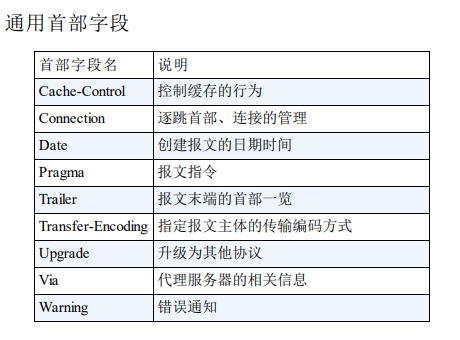 通用首部字段
首部字段名 说明
Cache-Control 控制缓存的行为
Connection 逐跳首部、连接的管理
Date 创建报文的日期时间
Pragma 报文指令
Trailer 报文末端的首部一览
Transfer-Encoding 指定报文主体的传输编码方式
Upgrade 升级为其他协议
Via 代理服务器的相关信息
Warning 错误通知